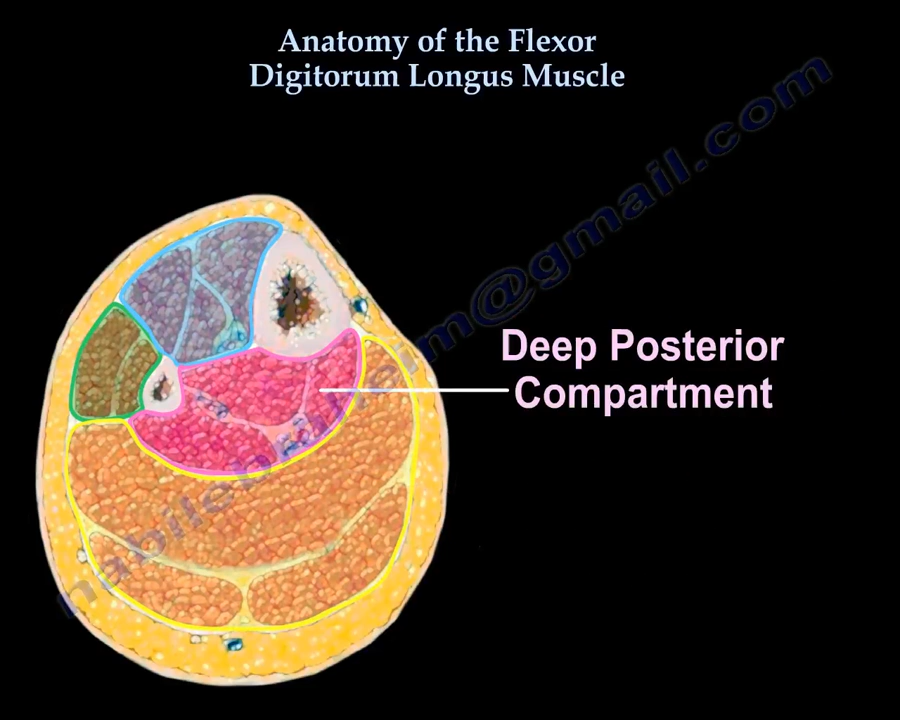 Anatomy of the Flexor
Digitorum Longus Muscle
Deep Posterior
Compartment